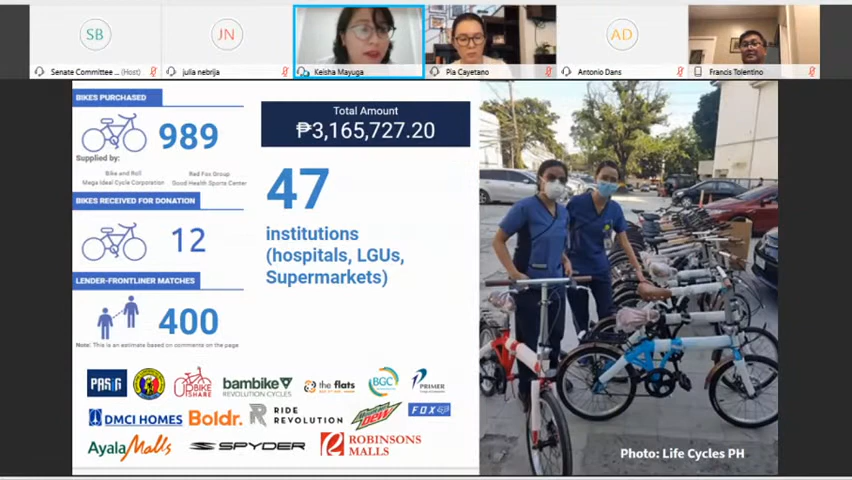 SB
JN
AD
Senate Committee ... (Host)
julia nebrija
Keisha Mayuga
Pia Cayetano
Antonio Dans
Francis Tolentino
BIKES PURCHASED
989
Supplied by:
Bike and Roll
Red Fox Group
Mega Ideal Cycle Corporation
Good Health Sports Center
BIKES RECEIVED FOR DONATION
12
LENDER-FRONTLINER MATCHES
400
Note: This is an estimate based on comments on the page
Total Amount
₱3,165,727.20
47
institutions
(hospitals, LGUs,
Supermarkets)
PASIG
UP BIKE
SHARE
bambike
REVOLUTION CYCLES
the flats
BGC
PRIMER
DMCI HOMES
Boldr.
RIDE
REVOLUTION
Mountain
DEW
FOX
Ayala Malls
SPYDER
ROBINSONS
MALLS
Photo: Life Cycles PH